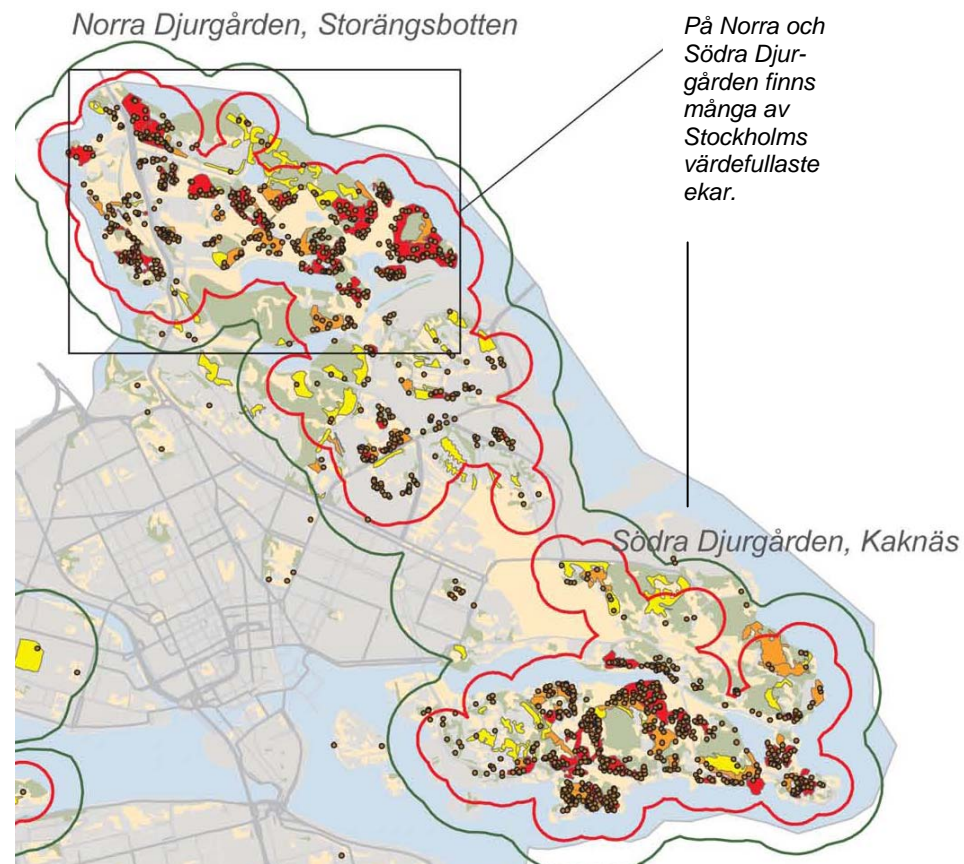 Norra Djurgården, Storängsbotten
På Norra och
Södra Djur-
gården finns
många av
Stockholms
värdefullaste
ekar.
Södra Djurgården, Kaknäs